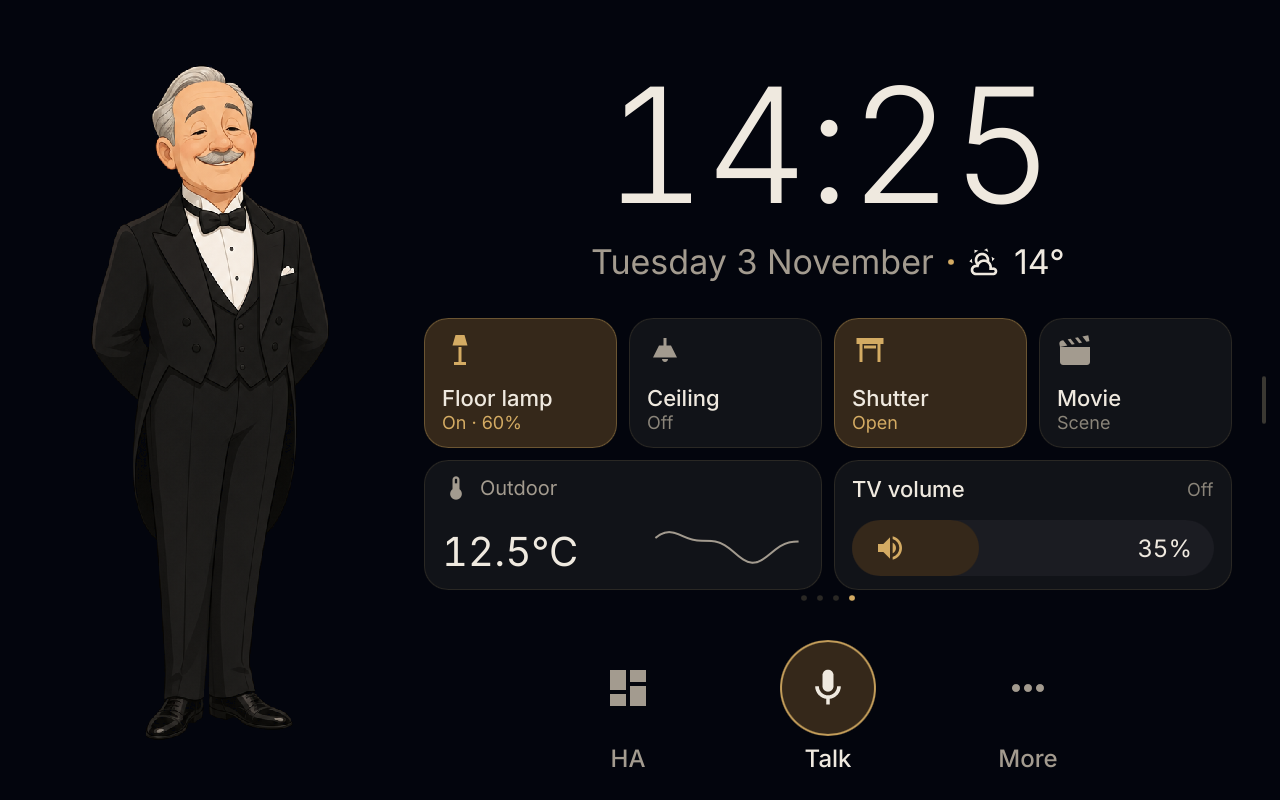 14:25
Tuesday 3 November · 14°
Floor lamp
On · 60%
Ceiling
Off
Shutter
Open
Movie
Scene
Outdoor
12.5°C
TV volume
Off
35%
HA
Talk
More